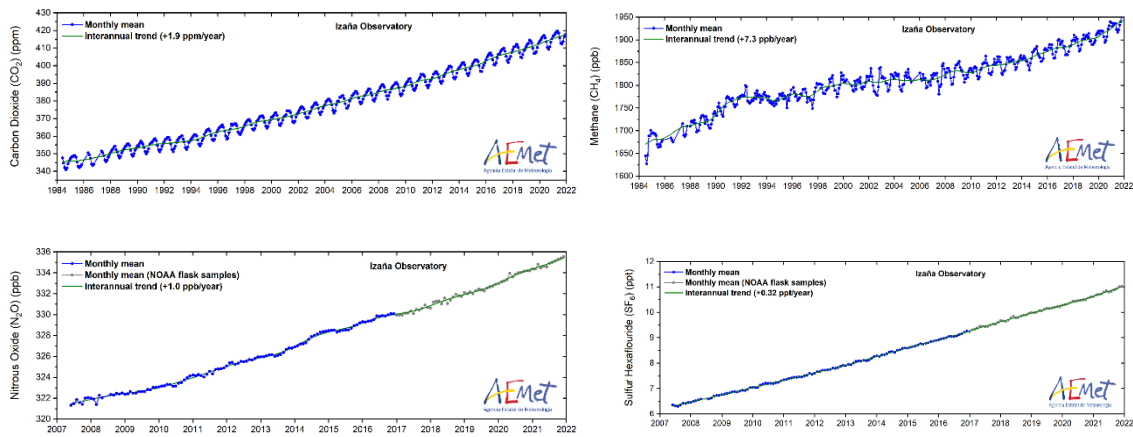 Carbon Dioxide (CO₂) (ppm)
420
410
400
390
380
370
360
350
340
Monthly mean
Interannual trend (+1.9 ppm/year)
Izaña Observatory
AEMet
Agencia Estatal de Meteorología
1984 1986 1988 1990 1992 1994 1996 1998 2000 2002 2004 2006 2008 2010 2012 2014 2016 2018 2020 2022
Methane (CH₄) (ppb)
1950
1900
1850
1800
1750
1700
1650
1600
Monthly mean
Interannual trend (+7.3 ppb/year)
Izaña Observatory
AEMet
Agencia Estatal de Meteorología
1984 1986 1988 1990 1992 1994 1996 1998 2000 2002 2004 2006 2008 2010 2012 2014 2016 2018 2020 2022
Nitrous Oxide (N₂O) (ppb)
336
334
332
330
328
326
324
322
320
Monthly mean
Monthly mean (NOAA flask samples)
Interannual trend (+1.0 ppb/year)
Izaña Observatory
AEMet
Agencia Estatal de Meteorología
2007 2008 2009 2010 2011 2012 2013 2014 2015 2016 2017 2018 2019 2020 2021 2022
Sulfur Hexaflouride (SF₆) (ppt)
12
11
10
9
8
7
6
Monthly mean
Monthly mean (NOAA flask samples)
Interannual trend (+0.32 ppt/year)
Izaña Observatory
AEMet
Agencia Estatal de Meteorología
2007 2008 2009 2010 2011 2012 2013 2014 2015 2016 2017 2018 2019 2020 2021 2022